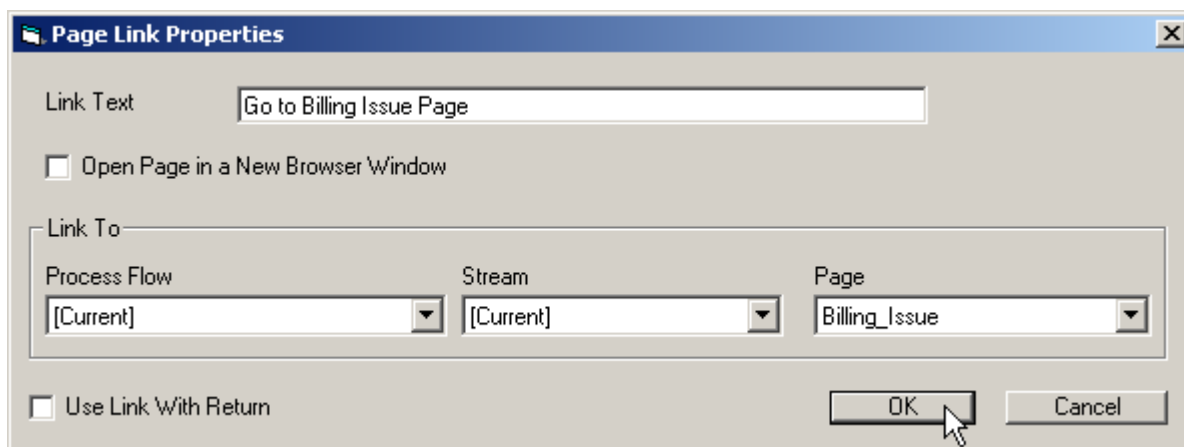 Page Link Properties
Link Text
Go to Billing Issue Page
Open Page in a New Browser Window
Link To
Process Flow Stream Page
[Current] [Current] Billing_Issue
Use Link With Return OK Cancel